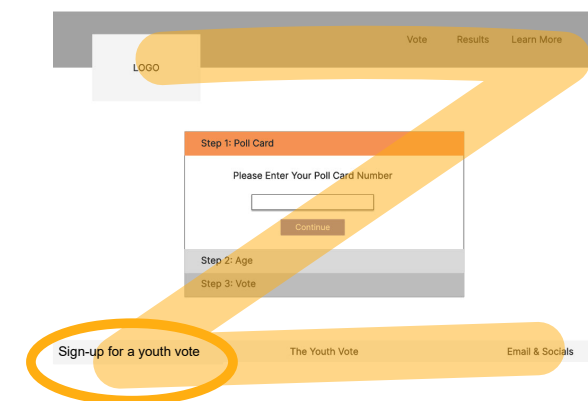 Vote Results Learn More
LOGO
Step 1: Poll Card
Please Enter Your Poll Card Number
Continue
Step 2: Age
Step 3: Vote
Sign-up for a youth vote The Youth Vote Email & Socials